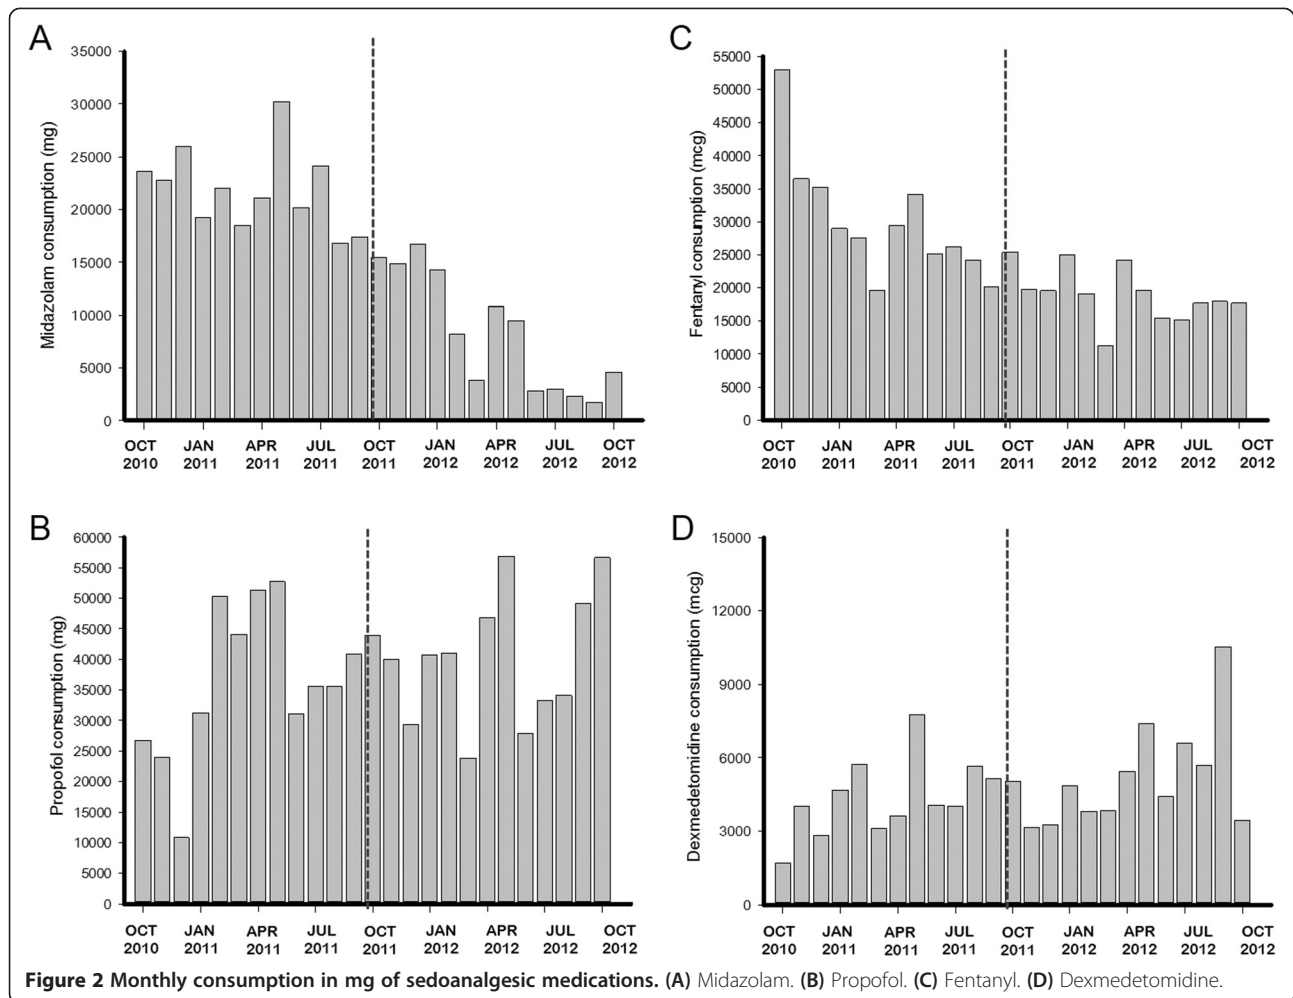 A
Midazolam consumption (mg)
35000
30000
25000
20000
15000
10000
5000
0
OCT JAN APR JUL OCT JAN APR JUL OCT
2010 2011 2011 2011 2011 2012 2012 2012 2012
C
Fentanyl consumption (mcg)
55000
50000
45000
40000
35000
30000
25000
20000
15000
10000
5000
0
OCT JAN APR JUL OCT JAN APR JUL OCT
2010 2011 2011 2011 2011 2012 2012 2012 2012
B
Propofol consumption (mg)
60000
55000
50000
45000
40000
35000
30000
25000
20000
15000
10000
5000
0
OCT JAN APR JUL OCT JAN APR JUL OCT
2010 2011 2011 2011 2011 2012 2012 2012 2012
D
Dexmedetomidine consumption (mcg)
15000
12000
9000
6000
3000
0
OCT JAN APR JUL OCT JAN APR JUL OCT
2010 2011 2011 2011 2011 2012 2012 2012 2012
Figure 2 Monthly consumption in mg of sedoanalgesic medications. (A) Midazolam. (B) Propofol. (C) Fentanyl. (D) Dexmedetomidine.